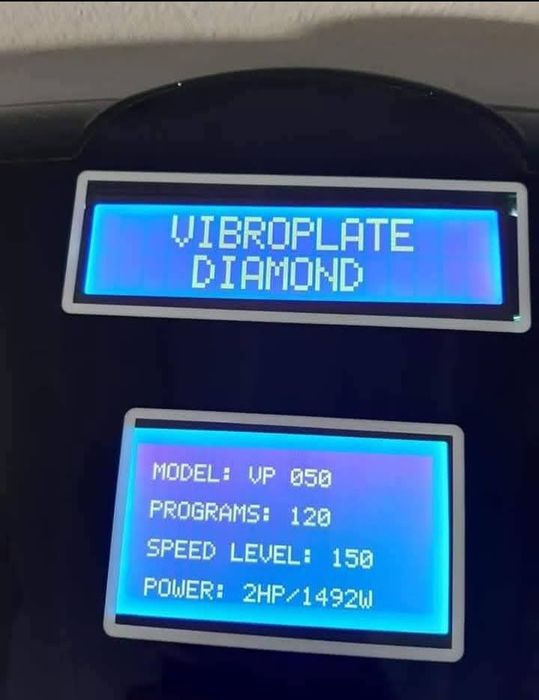 VIBROPLATE
DIAMOND
MODEL: VP 050
PROGRAMS: 120
SPEED LEVEL: 150
POWER: 2HP/1492W